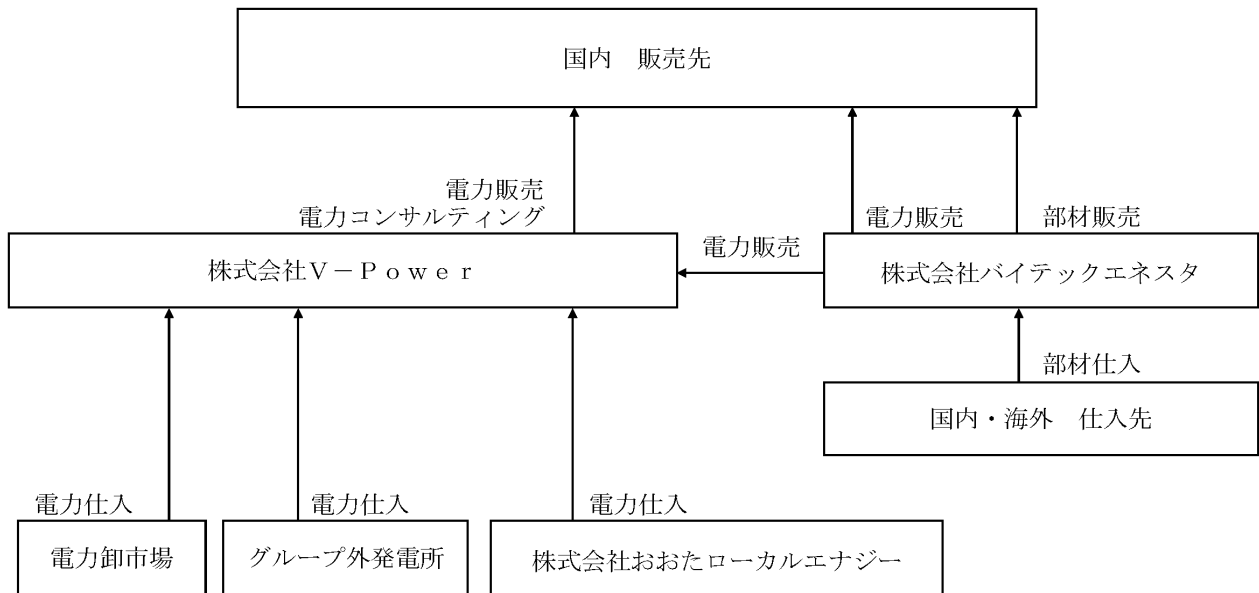 国内　販売先
電力販売
電力コンサルティング
電力販売
部材販売
電力販売
株式会社Ｖ－Ｐｏｗｅｒ
株式会社バイテックエネスタ
部材仕入
国内・海外　仕入先
電力仕入
電力仕入
電力仕入
電力卸市場
グループ外発電所
株式会社おおたローカルエナジー